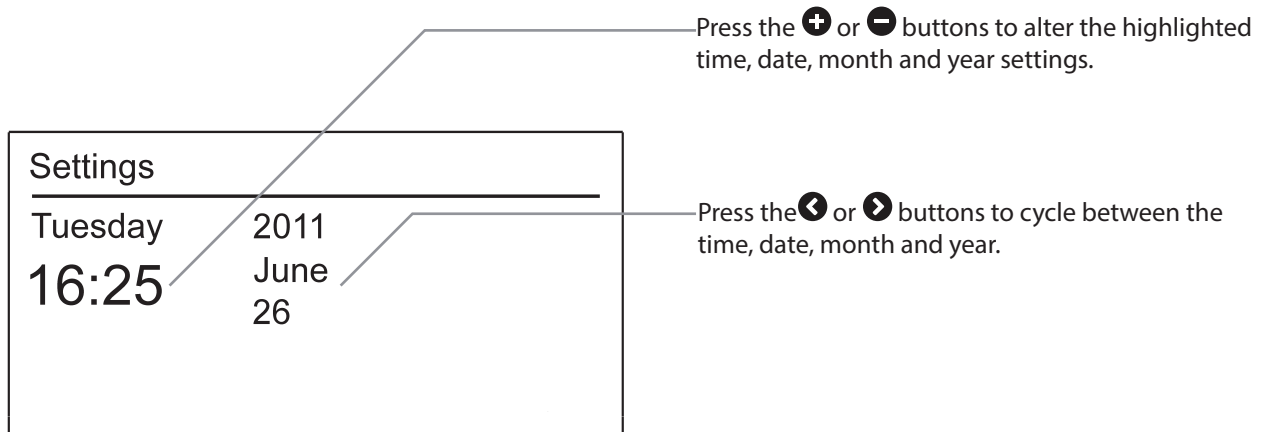 Press the + or - buttons to alter the highlighted
time, date, month and year settings.
Settings
Tuesday 2011
16:25 June
26
Press the < or > buttons to cycle between the
time, date, month and year.